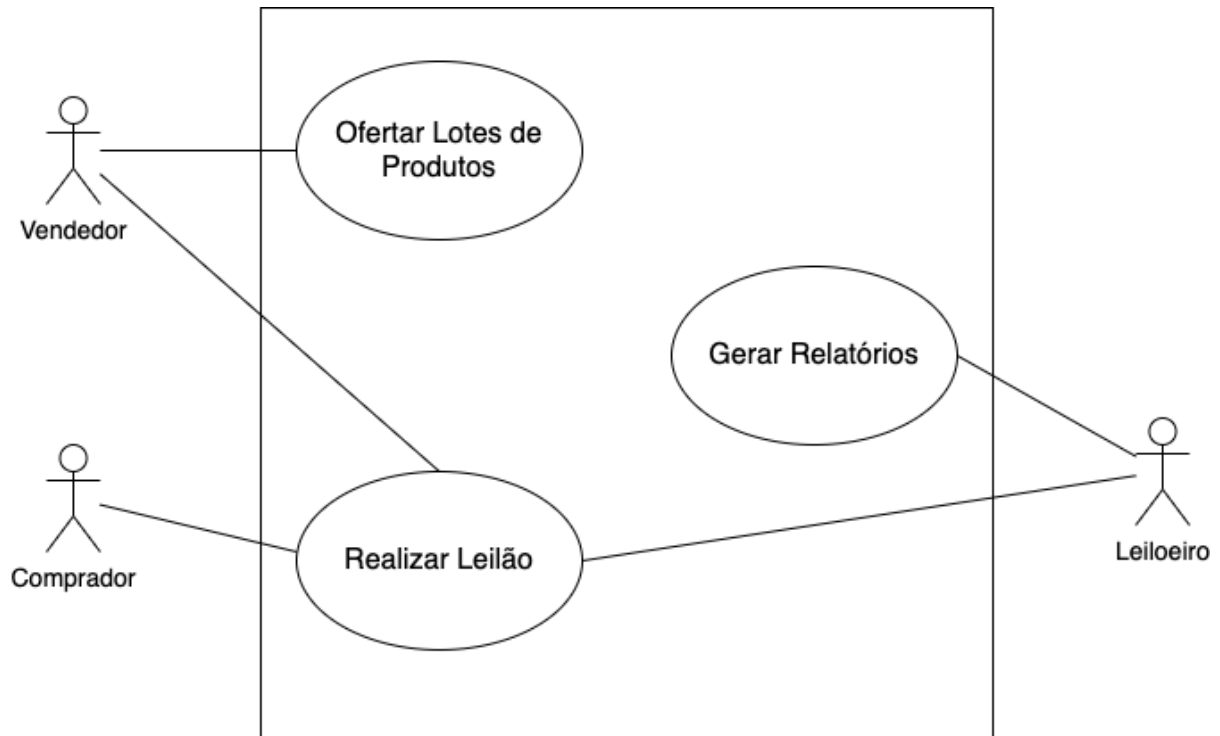 Ofertar Lotes de
Produtos
Vendedor
Gerar Relatórios
Realizar Leilão
Leiloeiro
Comprador